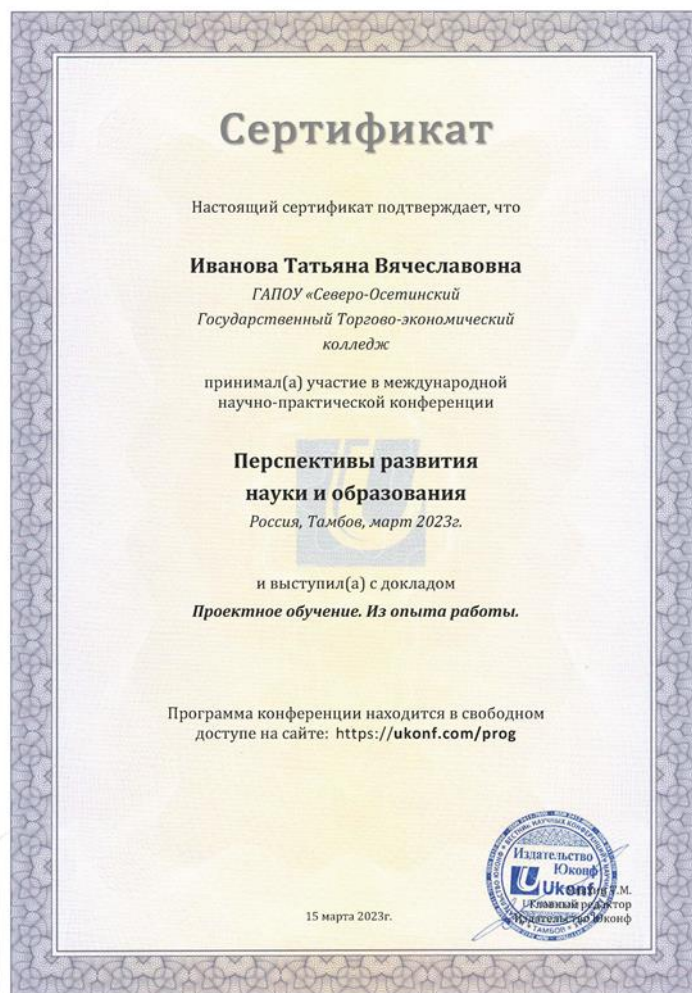 Сертификат
Настоящий сертификат подтверждает, что
Иванова Татьяна Вячеславовна
ГАПОУ «Северо-Осетинский
Государственный Торгово-экономический
колледж
принимал(а) участие в международной
научно-практической конференции
Перспективы развития
науки и образования
Россия, Тамбов, март 2023г.
и выступил(а) с докладом
Проектное обучение. Из опыта работы.
Программа конференции находится в свободном
доступе на сайте: https://ukonf.com/prog
Издательство
Юконф
Ukonf
Главный редактор
Издательство Юконф
ТАМБОВ
15 марта 2023г.